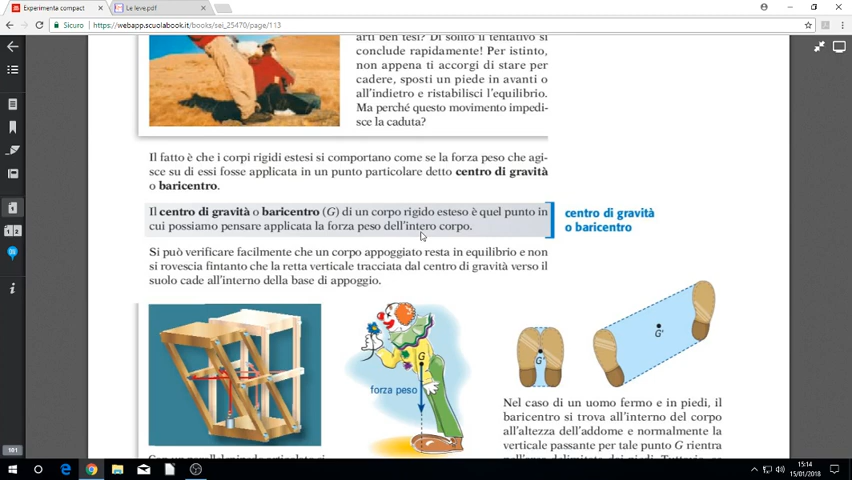 Experimenta compact
Le leve.pdf
Sicuro
https://webapp.scuolabook.it/books/sei_25470/page/113
arti ben tesi? Di solito il tentativo si
conclude rapidamente! Per istinto,
non appena ti accorgi di stare per
cadere, sposti un piede in avanti o
all'indietro e ristabilisci l'equilibrio.
Ma perché questo movimento impedi-
sce la caduta?
Il fatto è che i corpi rigidi estesi si comportano come se la forza peso che agi-
sce su di essi fosse applicata in un punto particolare detto centro di gravità
o baricentro.
Il centro di gravità o baricentro (G) di un corpo rigido esteso è quel punto in
cui possiamo pensare applicata la forza peso dell'intero corpo.
centro di gravità
o baricentro
Si può verificare facilmente che un corpo appoggiato resta in equilibrio e non
si rovescia fintanto che la retta verticale tracciata dal centro di gravità verso il
suolo cade all'interno della base di appoggio.
G
forza peso
G'
G'
Nel caso di un uomo fermo e in piedi, il
baricentro si trova all'interno del corpo
all'altezza dell'addome e normalmente la
verticale passante per tale punto G rientra
101
15:14
15/01/2018